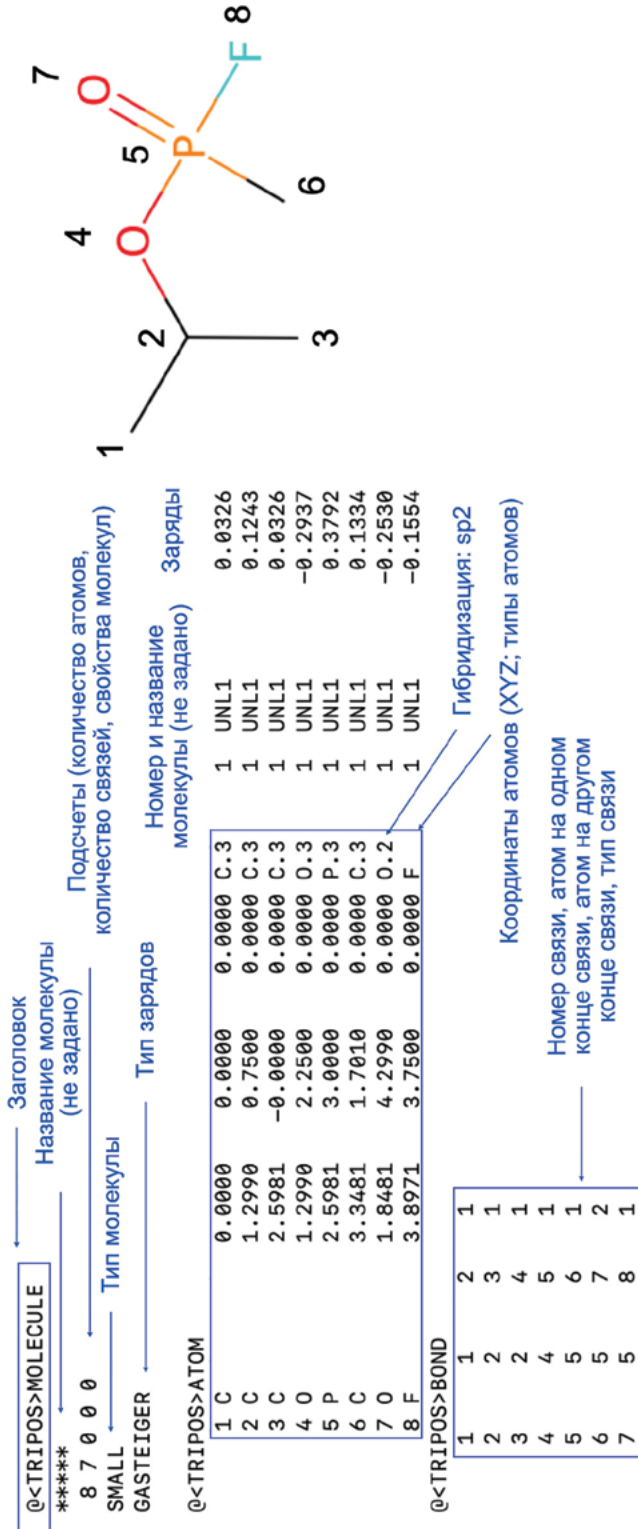 @<TRIPOS>MOLECULE
Заголовок
*****
Название молекулы
(не задано)
8 7 0 0 0
Подсчеты (количество атомов,
количество связей, свойства молекул)
SMALL
Тип молекулы
GASTEIGER
Тип зарядов
Номер и название
молекулы (не задано)
Заряды
@<TRIPOS>ATOM
1 C 0.0000 0.0000 0.0000 C.3 1 UNL1 0.0326
2 C 1.2990 0.7500 0.0000 C.3 1 UNL1 0.1243
3 C 2.5981 −0.0000 0.0000 C.3 1 UNL1 0.0326
4 O 1.2990 2.2500 0.0000 O.3 1 UNL1 −0.2937
5 P 2.5981 3.0000 0.0000 P.3 1 UNL1 0.3792
6 C 3.3481 1.7010 0.0000 C.3 1 UNL1 0.1334
7 O 1.8481 4.2990 0.0000 O.2 1 UNL1 −0.2530
8 F 3.8971 3.7500 0.0000 F 1 UNL1 −0.1554
Гибридизация: sp2
Координаты атомов (XYZ; типы атомов)
@<TRIPOS>BOND
1 1 2 1
2 2 3 1
3 2 4 1
4 4 5 1
5 5 6 1
6 5 7 2
7 5 8 1
Номер связи, атом на одном
конце связи, атом на другом
конце связи, тип связи
1
2
3
4
O
5
P
6
7
O
8
F